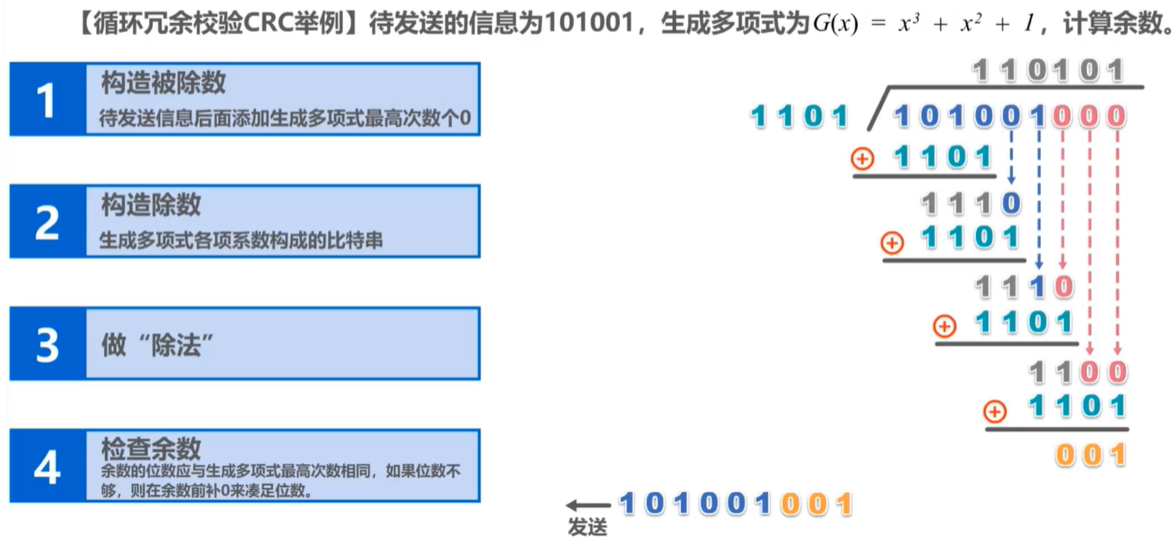 【循环冗余校验CRC举例】待发送的信息为101001，生成多项式为G(x) = x³ + x² + 1，计算余数。
1
构造被除数
待发送信息后面添加生成多项式最高次数个0
2
构造除数
生成多项式各项系数构成的比特串
3
做“除法”
4
检查余数
余数的位数应与生成多项式最高次数相同，如果位数不
够，则在余数前补0来凑足位数。
110101
1101 101001000
⊕ 1101
1110
⊕ 1101
1110
⊕ 1101
1100
⊕ 1101
001
101001001
发送